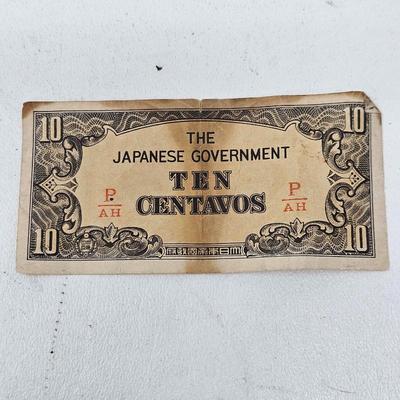 10 10
THE
JAPANESE GOVERNMENT
TEN
CENTAVOS
P
AH
P
AH
10 10